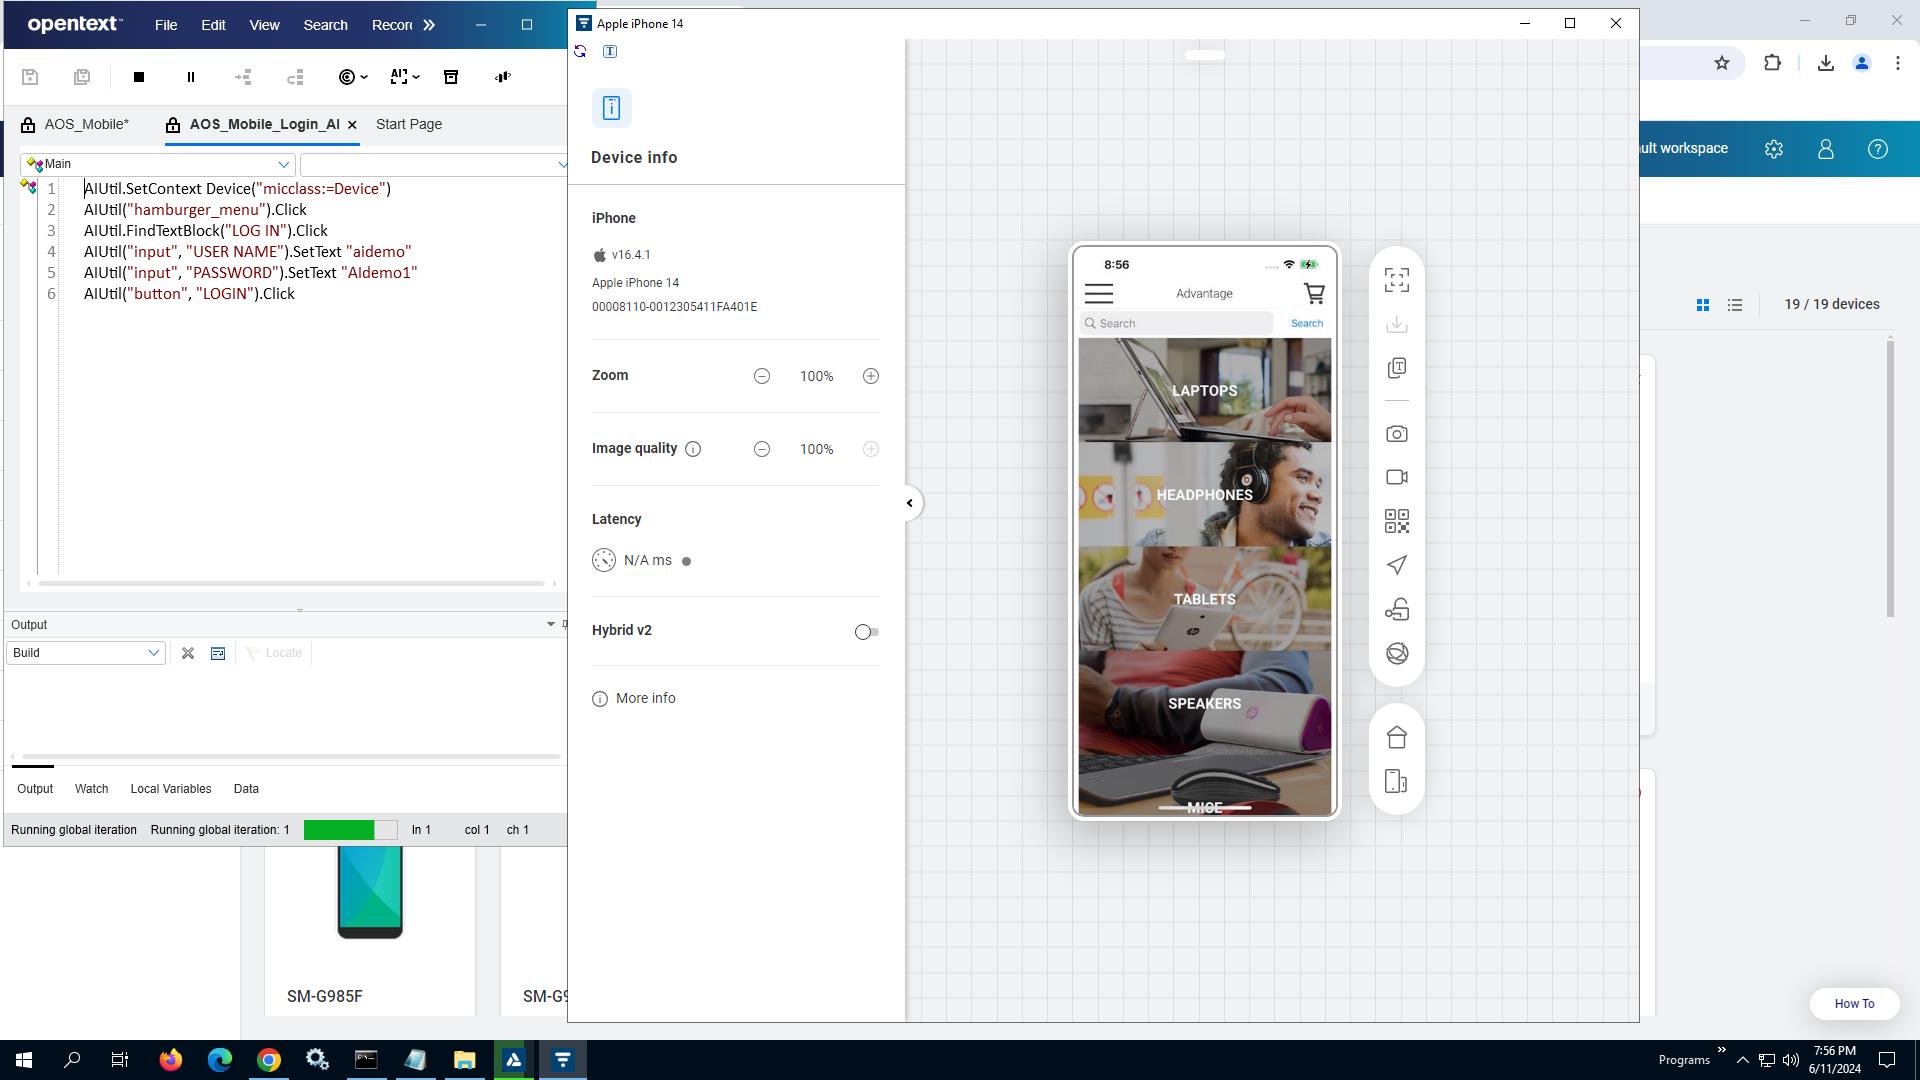 opentext™
File
Edit
View
Search
Recor
AOS_Mobile*
AOS_Mobile_Login_AI
Start Page
Main
1 AIUtil.SetContext Device("micclass:=Device")
2 AIUtil("hamburger_menu").Click
3 AIUtil.FindTextBlock("LOG IN").Click
4 AIUtil("input", "USER NAME").SetText "aidemo"
5 AIUtil("input", "PASSWORD").SetText "AIdemo1"
6 AIUtil("button", "LOGIN").Click
Output
Build
Locate
Output
Watch
Local Variables
Data
Running global iteration
Running global iteration: 1
ln 1
col 1
ch 1
Apple iPhone 14
Device info
iPhone
v16.4.1
Apple iPhone 14
00008110-0012305411FA401E
Zoom
100%
Image quality
100%
Latency
N/A ms
Hybrid v2
More info
8:56
Advantage
Search
Search
LAPTOPS
HEADPHONES
TABLETS
SPEAKERS
MICE
ult workspace
19 / 19 devices
SM-G985F
SM-G9
How To
Programs
7:56 PM
6/11/2024